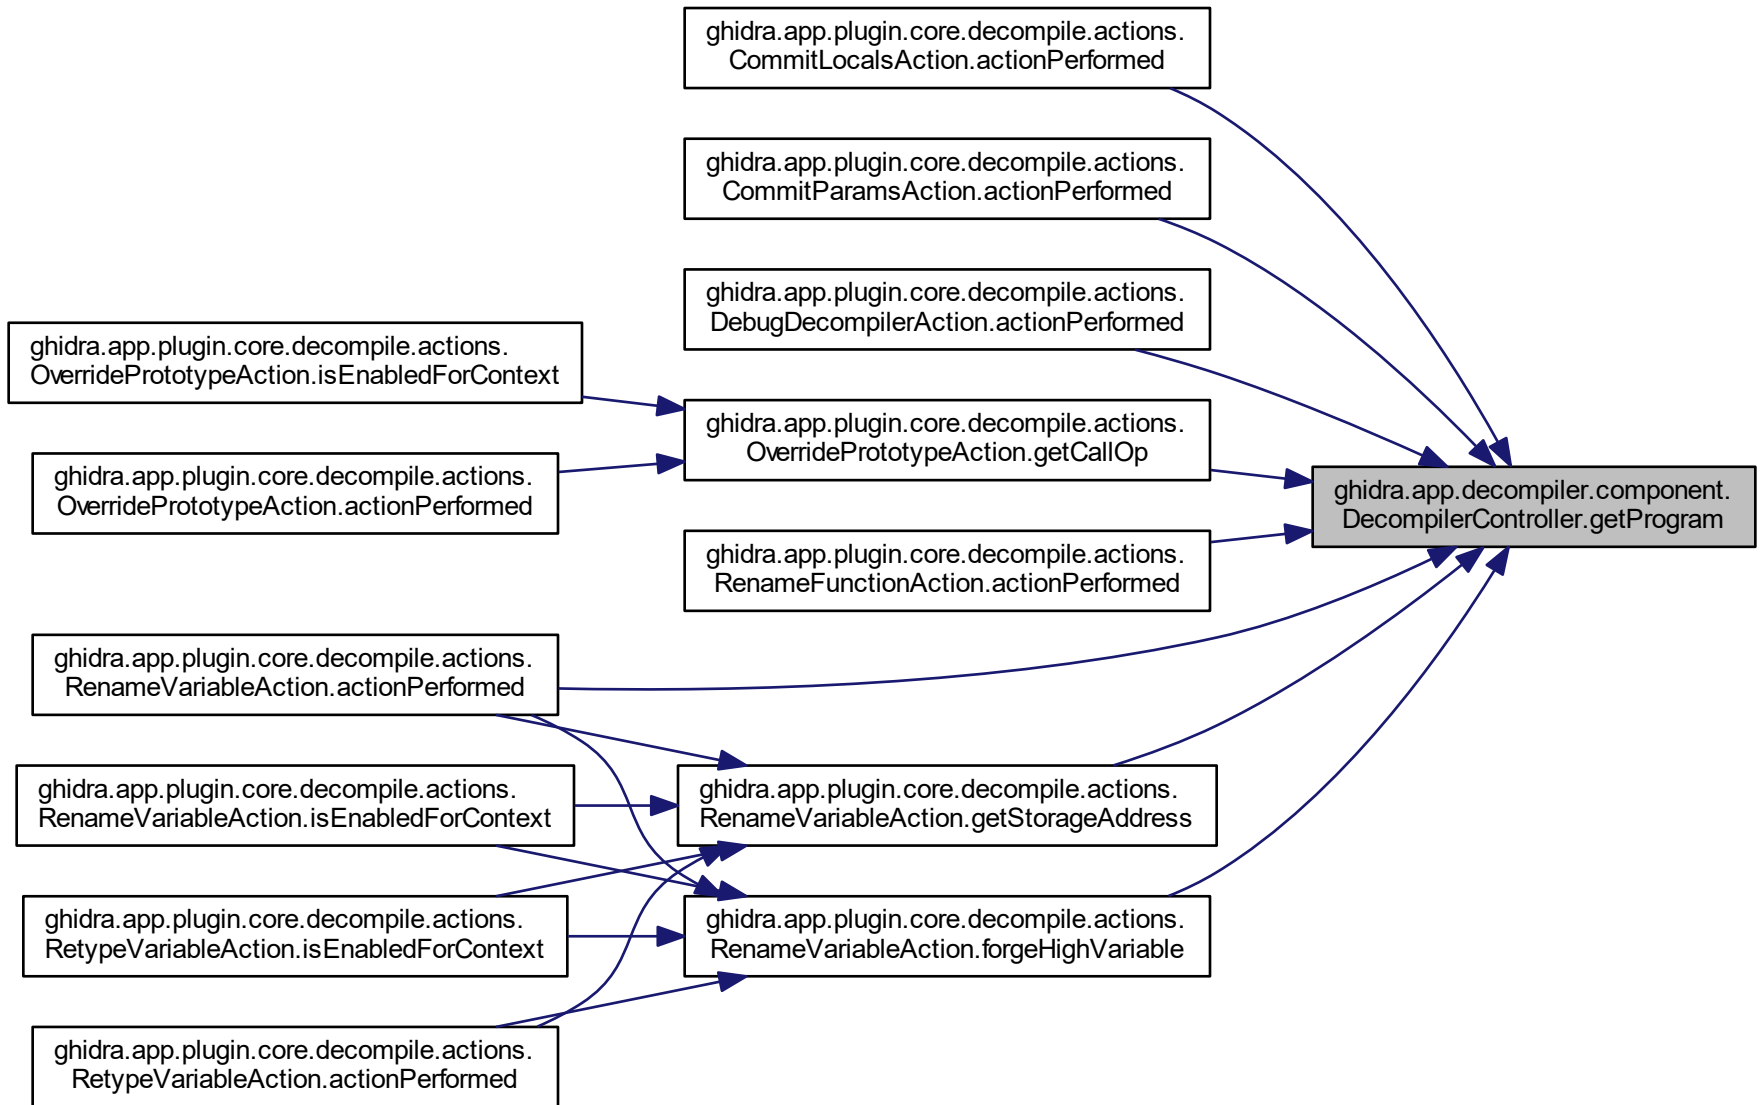 ghidra.app.plugin.core.decompile.actions.
CommitLocalsAction.actionPerformed
ghidra.app.plugin.core.decompile.actions.
CommitParamsAction.actionPerformed
ghidra.app.plugin.core.decompile.actions.
DebugDecompilerAction.actionPerformed
ghidra.app.plugin.core.decompile.actions.
OverridePrototypeAction.isEnabledForContext
ghidra.app.plugin.core.decompile.actions.
OverridePrototypeAction.getCallOp
ghidra.app.plugin.core.decompile.actions.
OverridePrototypeAction.actionPerformed
ghidra.app.decompiler.component.
DecompilerController.getProgram
ghidra.app.plugin.core.decompile.actions.
RenameFunctionAction.actionPerformed
ghidra.app.plugin.core.decompile.actions.
RenameVariableAction.actionPerformed
ghidra.app.plugin.core.decompile.actions.
RenameVariableAction.isEnabledForContext
ghidra.app.plugin.core.decompile.actions.
RenameVariableAction.getStorageAddress
ghidra.app.plugin.core.decompile.actions.
RetypeVariableAction.isEnabledForContext
ghidra.app.plugin.core.decompile.actions.
RenameVariableAction.forgeHighVariable
ghidra.app.plugin.core.decompile.actions.
RetypeVariableAction.actionPerformed